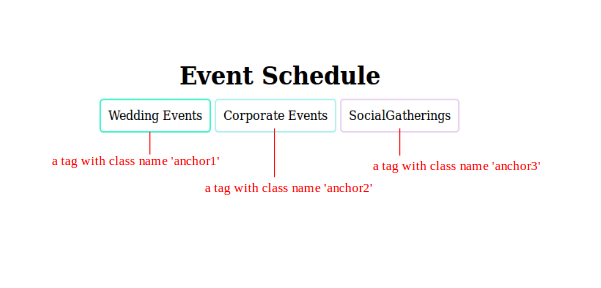 Event Schedule
Wedding Events Corporate Events SocialGatherings
a tag with class name 'anchor1'
a tag with class name 'anchor3'
a tag with class name 'anchor2'